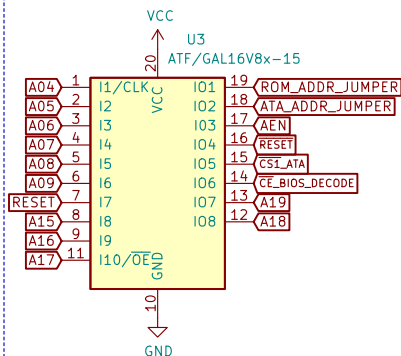 VCC
U3
ATF/GAL16V8x-15
20
VCC
A04 1 I1/CLK IO1 19 ROM_ADDR_JUMPER
A05 2 I2 IO2 18 ATA_ADDR_JUMPER
A06 3 I3 IO3 17 AEN
A07 4 I4 IO4 16 RESET
A08 5 I5 IO5 15 CS1_ATA
A09 6 I6 IO6 14 CE_BIOS_DECODE
RESET 7 I7 IO7 13 A19
A15 8 I8 IO8 12 A18
A16 9 I9
A17 11 I10/OE
GND
10
GND